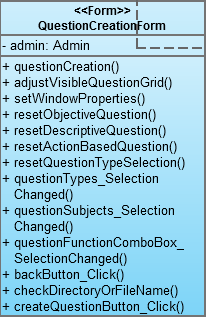 <<Form>>
QuestionCreationForm
- admin: Admin
+ questionCreation()
+ adjustVisibleQuestionGrid()
+ setWindowProperties()
+ resetObjectiveQuestion()
+ resetDescriptiveQuestion()
+ resetActionBasedQuestion()
+ resetQuestionTypeSelection()
+ questionTypes_Selection
Changed()
+ questionSubjects_Selection
Changed()
+ questionFunctionComboBox_
SelectionChanged()
+ backButton_Click()
+ checkDirectoryOrFileName()
+ createQuestionButton_Click()